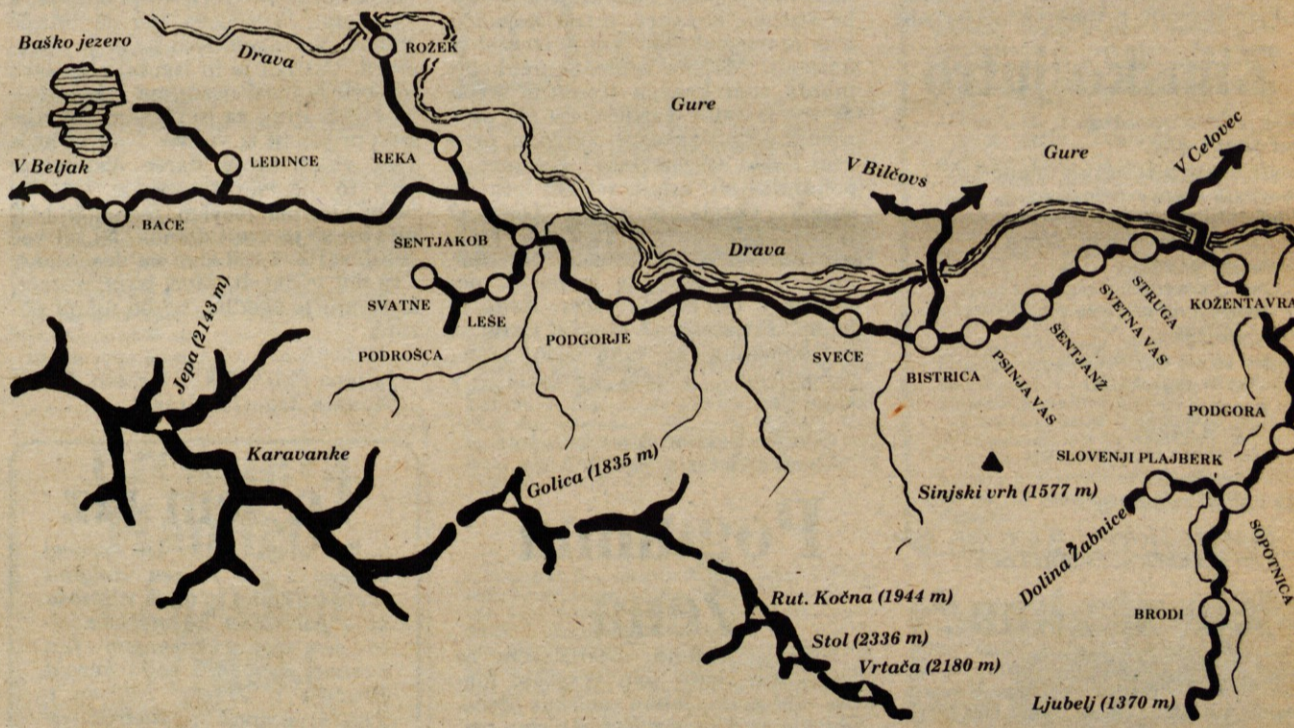 Baško jezero
Drava
ROŽEK
Gure
Gure
V Celovec
V Beljak
LEDINCE
REKA
V Bilčovs
BAČE
ŠENTJAKOB
Drava
SVATNE
LEŠE
PODROŠCA
PODGORJE
SVEČE
BISTRICA
PSINJA VAS
ŠENTJANŽ
SVETNA VAS
STRUGA
KOŽENTAVRA
Jepa (2143 m)
PODGORA
Karavanke
Golica (1835 m)
SLOVENJI PLAJBERK
Sinjski vrh (1577 m)
Dolina Žabnice
SOPOTNICA
Rut. Kočna (1944 m)
BRODI
Stol (2336 m)
Vrtača (2180 m)
Ljubelj (1370 m)